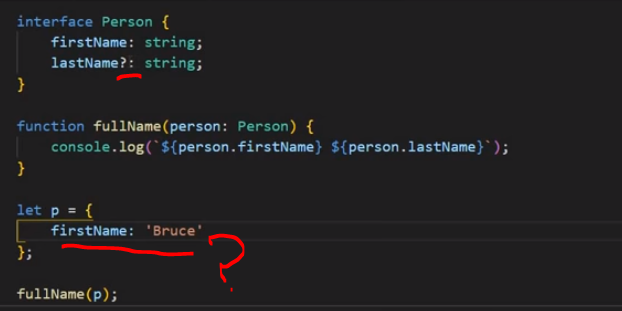 interface Person {
    firstName: string;
    lastName?: string;
}
function fullName(person: Person) {
    console.log(`${person.firstName} ${person.lastName}`);
}
let p = {
    firstName: 'Bruce'
};
?
fullName(p);